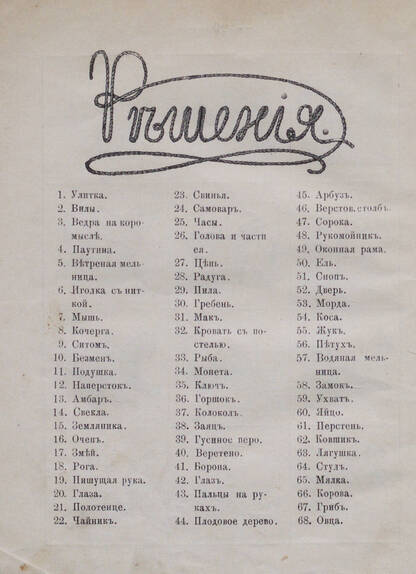 Рѣшенія.
1. Улитка.
2. Вилы.
3. Ведра на коро-
мыслѣ.
4. Паутина.
5. Вѣтреная мель-
ница.
6. Иголка съ нит-
кой.
7. Мышь.
8. Кочерга.
9. Ситомъ.
10. Безменъ.
11. Подушка.
12. Наперстокъ.
13. Амбаръ.
14. Свекла.
15. Земляника.
16. Очепъ.
17. Змѣй.
18. Рога.
19. Пишущая рука.
20. Глаза.
21. Полотенце.
22. Чайникъ.
23. Свинья.
24. Самоваръ.
25. Часы.
26. Голова и части
ея.
27. Цѣпь.
28. Радуга.
29. Пила.
30. Гребень.
31. Макъ.
32. Кровать съ по-
стелью.
33. Рыба.
34. Монета.
35. Ключъ.
36. Горшокъ.
37. Колоколъ.
38. Заяцъ.
39. Гусиное перо.
40. Веретено.
41. Борона.
42. Глазъ.
43. Пальцы на ру-
кахъ.
44. Плодовое дерево.
45. Арбузъ.
46. Верстов. столбъ.
47. Сорока.
48. Рукомойникъ.
49. Оконная рама.
50. Ель.
51. Снопъ.
52. Дверь.
53. Морда.
54. Коса.
55. Жукъ.
56. Пѣтухъ.
57. Водяная мель-
ница.
58. Замокъ.
59. Ухватъ.
60. Яйцо.
61. Перстень.
62. Ковшикъ.
63. Лягушка.
64. Стулъ.
65. Мялка.
66. Корова.
67. Грибъ.
68. Овца.